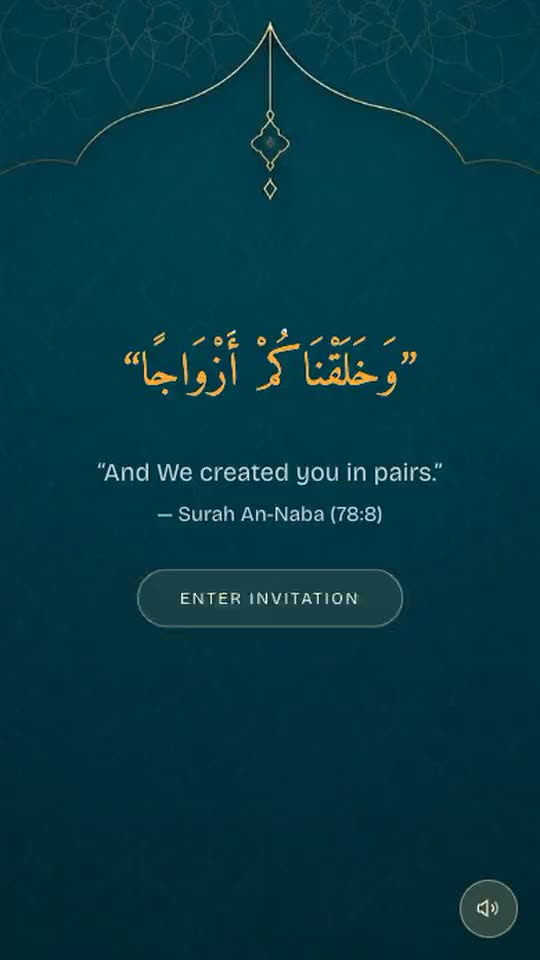 ”وَخَلَقْنَاكُمْ أَزْوَاجًا“
“And We created you in pairs.”
— Surah An-Naba (78:8)
ENTER INVITATION